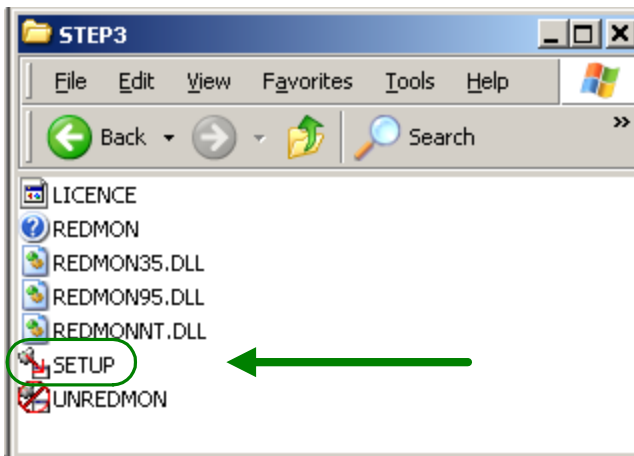 STEP3
File Edit View Favorites Tools Help
Back Search »
LICENCE
REDMON
REDMON35.DLL
REDMON95.DLL
REDMONNT.DLL
SETUP
UNREDMON